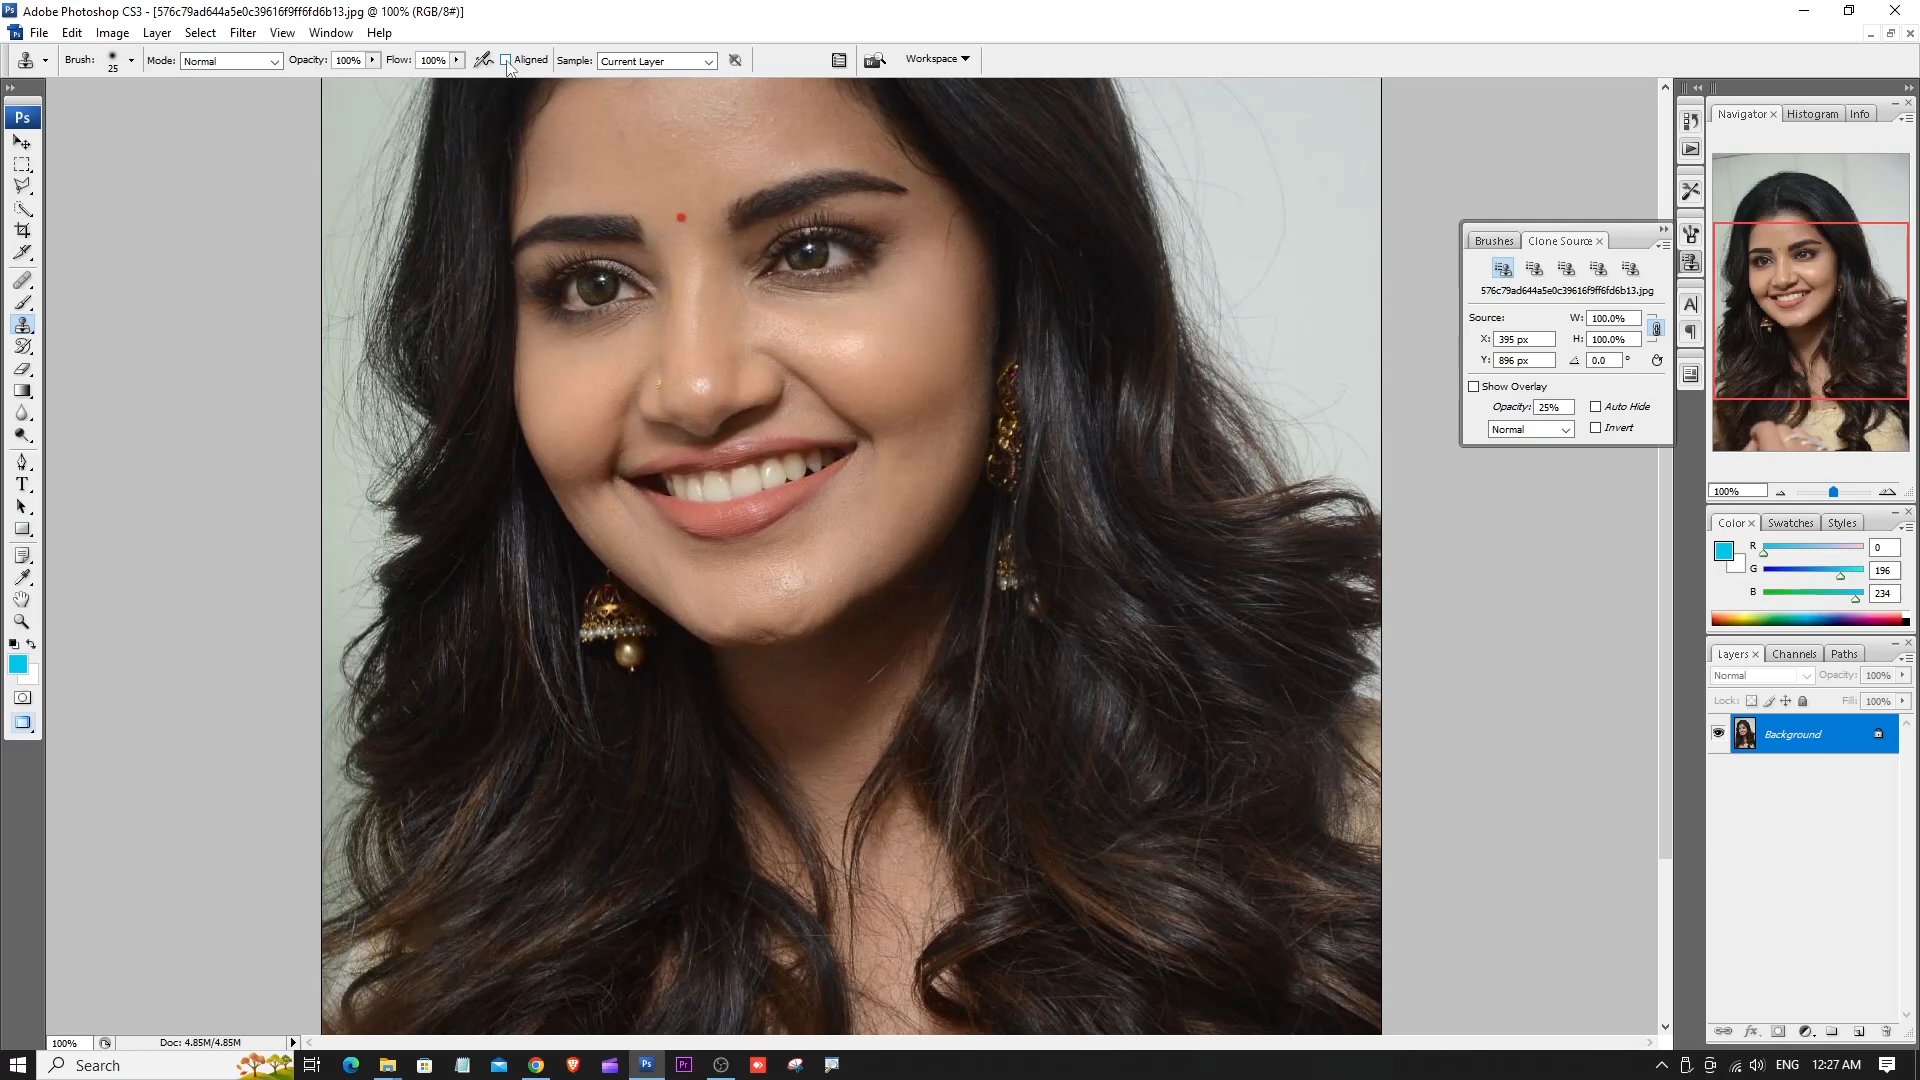 Adobe Photoshop CS3 - [576c79ad644a5e0c39616f9ff6fd6b13.jpg @ 100% (RGB/8#)]
File Edit Image Layer Select Filter View Window Help
Brush: 25 Mode: Normal Opacity: 100% Flow: 100% Aligned Sample: Current Layer Workspace
Ps
Navigator Histogram Info
100%
Brushes Clone Source
576c79ad644a5e0c39616f9ff6fd6b13.jpg
Source: W: 100.0%
X: 395 px H: 100.0%
Y: 896 px 0.0 °
Show Overlay
Opacity: 25% Auto Hide
Normal Invert
Color Swatches Styles
R 0
G 196
B 234
Layers Channels Paths
Normal Opacity: 100%
Lock: Fill: 100%
Background
100% Doc: 4.85M/4.85M
Search ENG 12:27 AM